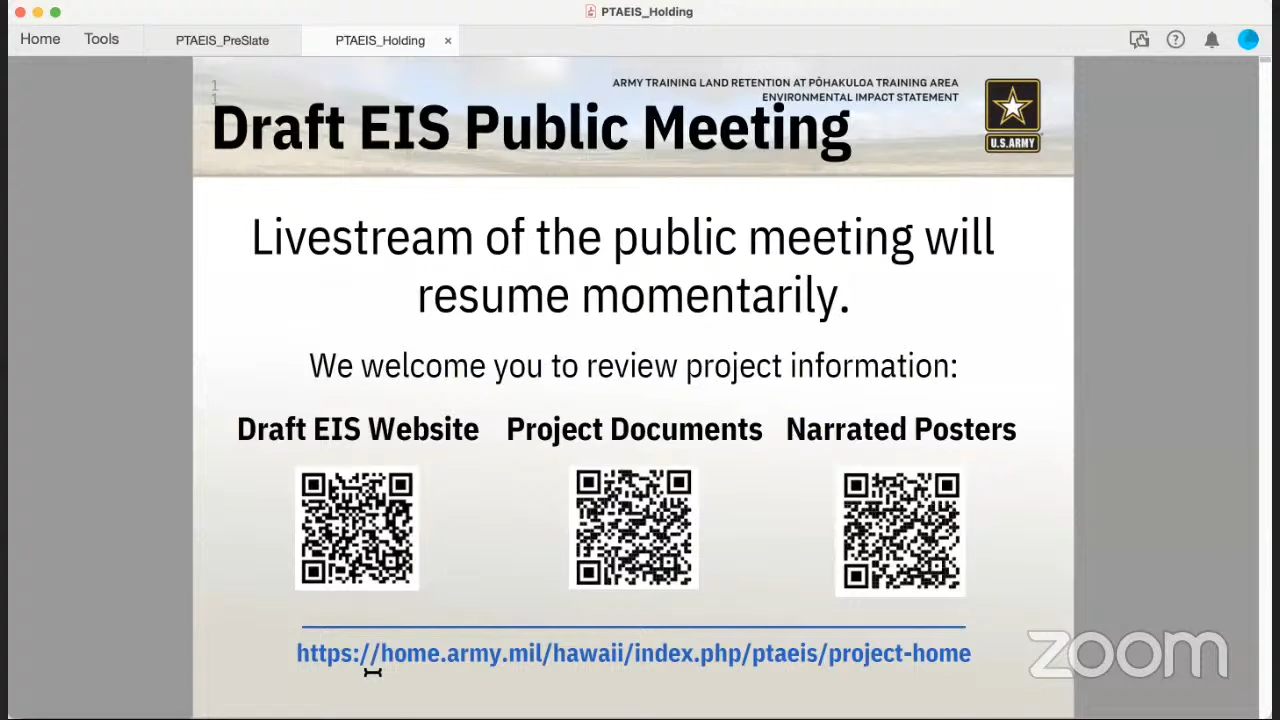 PTAEIS_Holding
Home Tools PTAEIS_PreSlate PTAEIS_Holding ×
1
1
ARMY TRAINING LAND RETENTION AT PŌHAKULOA TRAINING AREA
ENVIRONMENTAL IMPACT STATEMENT
Draft EIS Public Meeting
U.S.ARMY
Livestream of the public meeting will
resume momentarily.
We welcome you to review project information:
Draft EIS Website Project Documents Narrated Posters
https://home.army.mil/hawaii/index.php/ptaeis/project-home
zoom